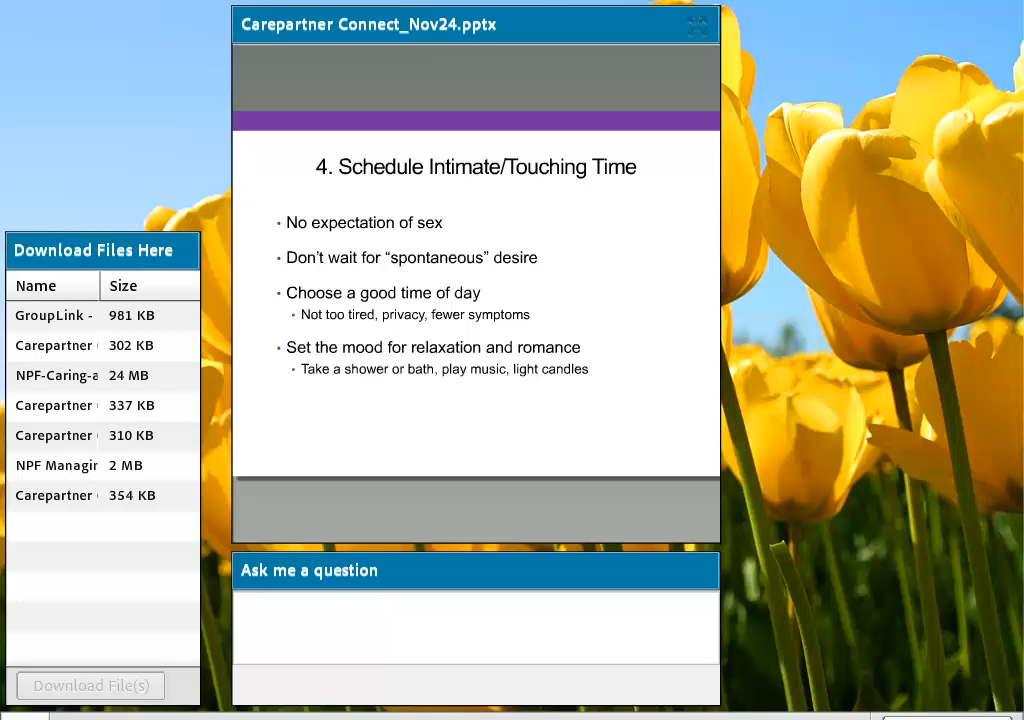 Carepartner Connect_Nov24.pptx
4. Schedule Intimate/Touching Time
• No expectation of sex
• Don't wait for “spontaneous” desire
• Choose a good time of day
• Not too tired, privacy, fewer symptoms
• Set the mood for relaxation and romance
• Take a shower or bath, play music, light candles
Download Files Here
Name Size
GroupLink - 981 KB
Carepartner 302 KB
NPF-Caring-a 24 MB
Carepartner 337 KB
Carepartner 310 KB
NPF Managin 2 MB
Carepartner 354 KB
Download File(s)
Ask me a question